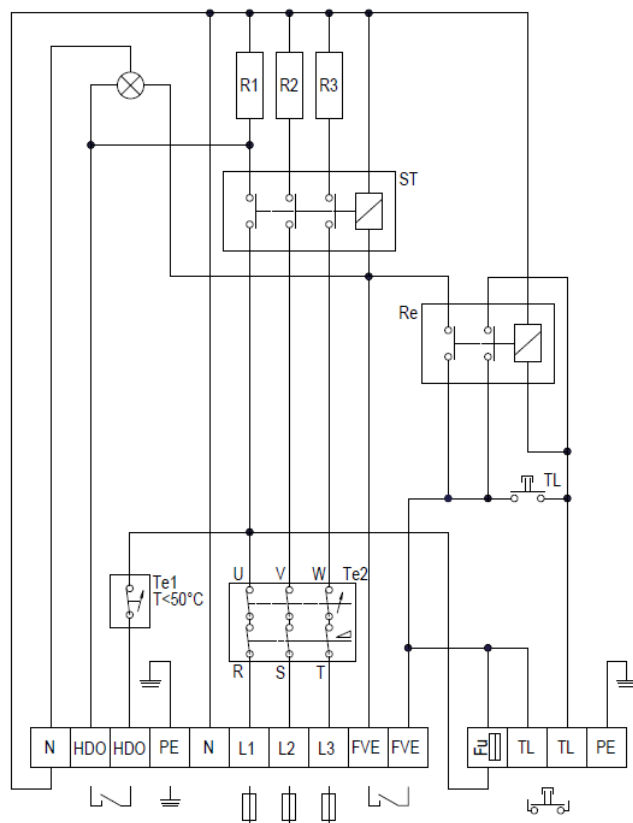 R1 R2 R3
ST
Re
TL
Te1
T<50°C
U V W Te2
R S T
N HDO HDO PE N L1 L2 L3 FVE FVE Fu TL TL PE